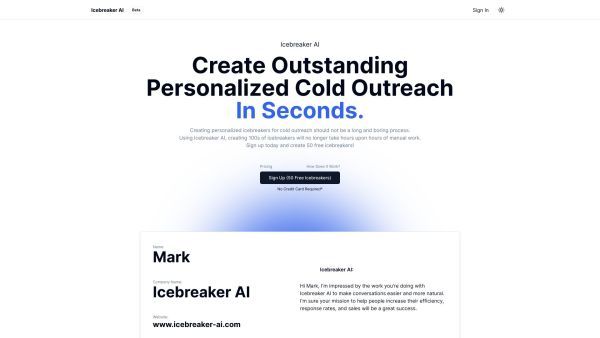 Icebreaker AI Beta Sign In
Icebreaker AI
Create Outstanding
Personalized Cold Outreach
In Seconds.
Creating personalized icebreakers for cold outreach should not be a long and boring process.
Using Icebreaker AI, creating 100s of icebreakers will no longer take hours upon hours of manual work.
Sign up today and create 50 free icebreakers!
Pricing How Does It Work?
Sign Up (50 Free Icebreakers)
No Credit Card Required*
Name
Mark
Company Name
Icebreaker AI
Website
www.icebreaker-ai.com
Icebreaker AI:
Hi Mark, I'm impressed by the work you're doing with
Icebreaker AI to make conversations easier and more natural.
I'm sure your mission to help people increase their efficiency,
response rates, and sales will be a great success.